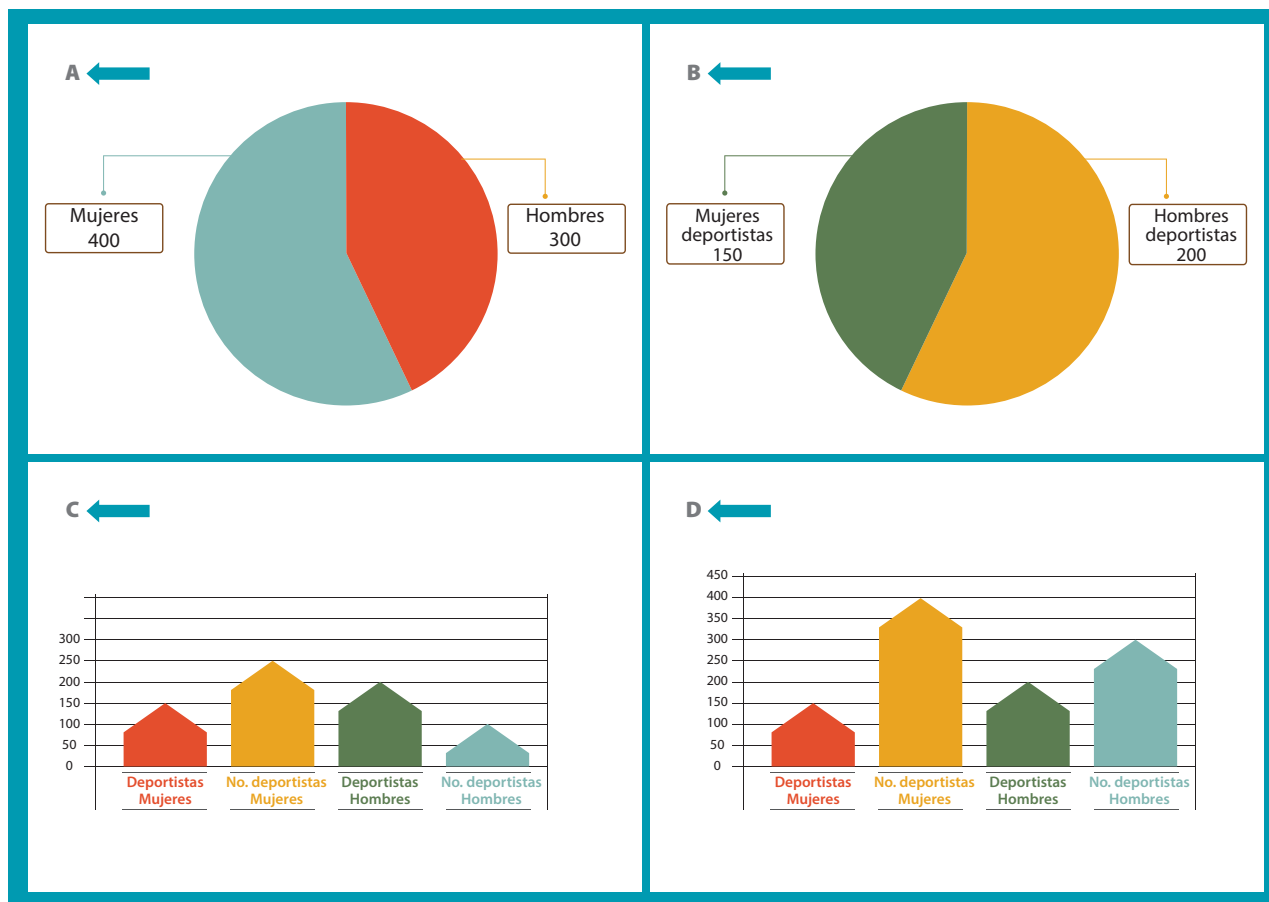 A
Mujeres
400
Hombres
300
B
Mujeres
deportistas
150
Hombres
deportistas
200
C
300
250
200
150
100
50
0
Deportistas
Mujeres
No. deportistas
Mujeres
Deportistas
Hombres
No. deportistas
Hombres
D
450
400
350
300
250
200
150
100
50
0
Deportistas
Mujeres
No. deportistas
Mujeres
Deportistas
Hombres
No. deportistas
Hombres